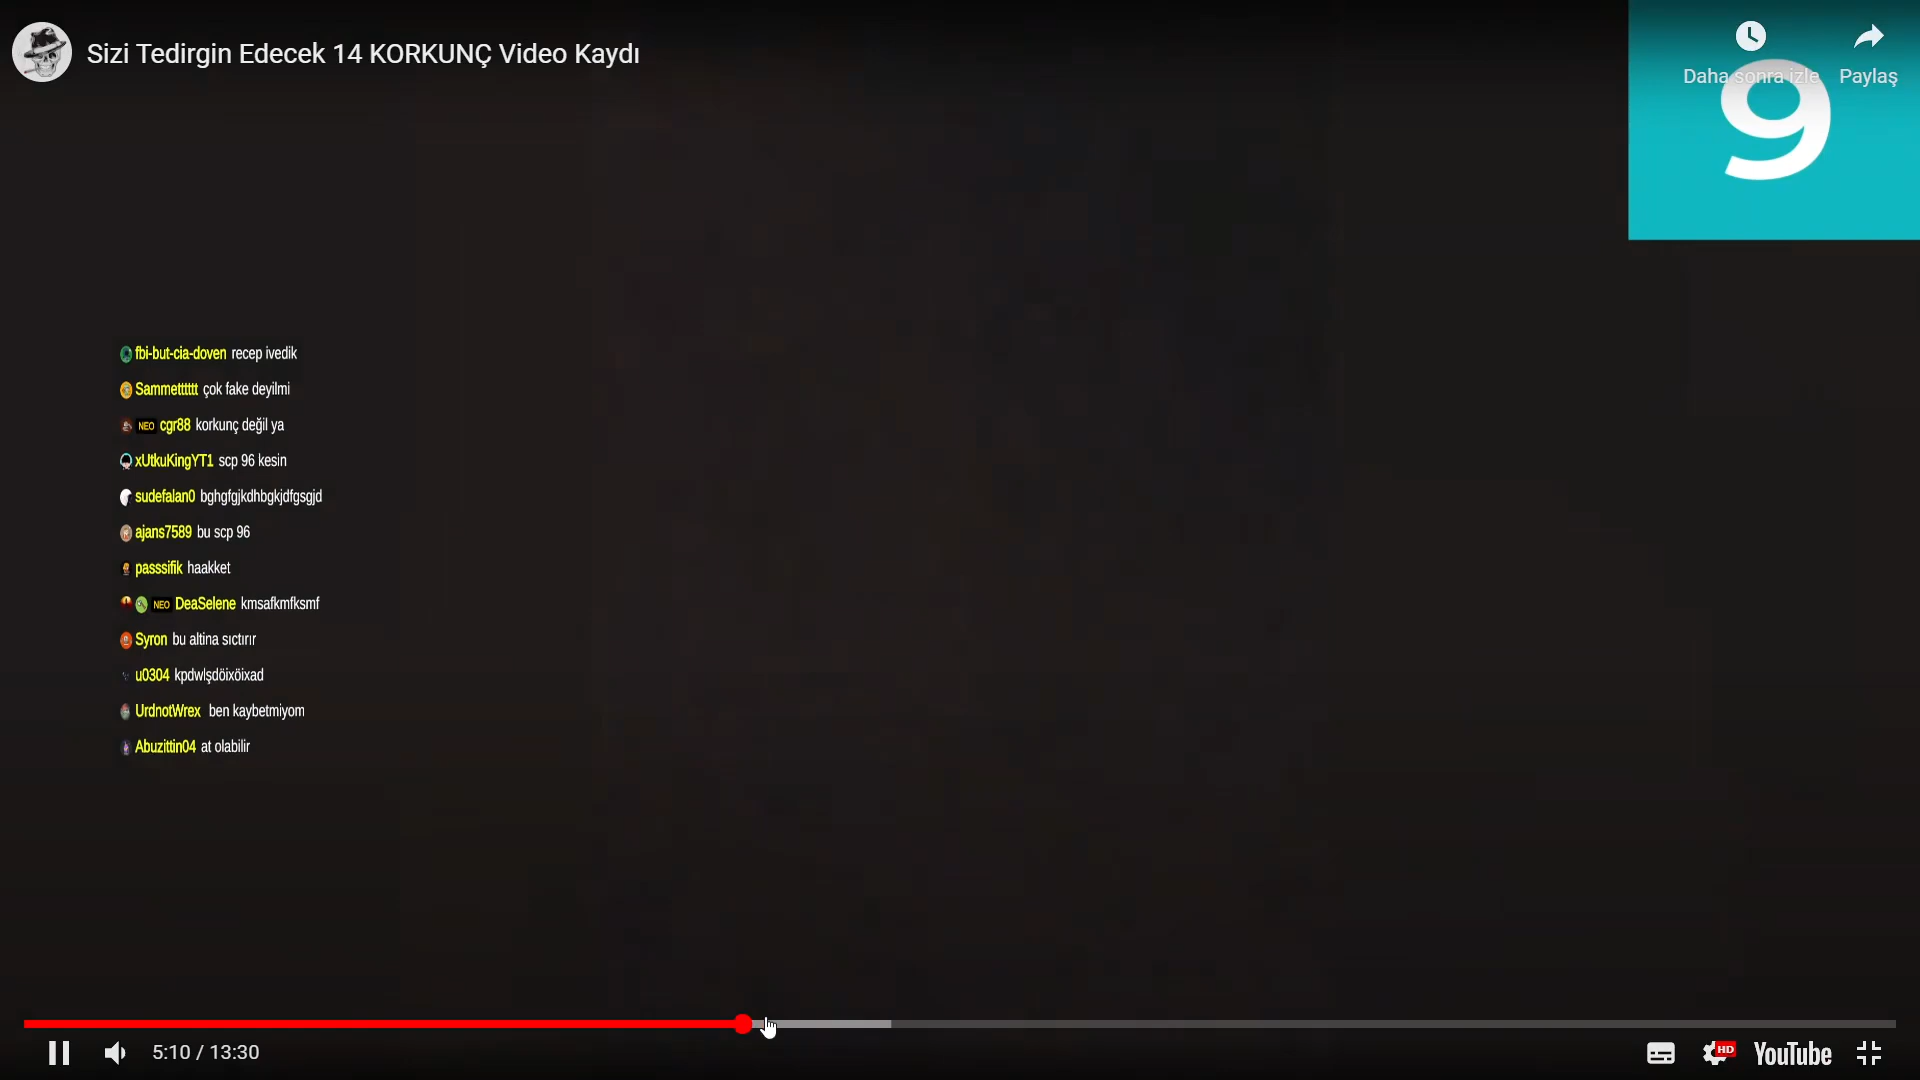 Sizi Tedirgin Edecek 14 KORKUNÇ Video Kaydı
Daha sonra izle
Paylaş
9
fbi-but-cia-doven recep ivedik
Sammetttttt çok fake deyilmi
NEO cgr88 korkunç değil ya
xUtkuKingYT1 scp 96 kesin
sudefalan0 bghgfgjkdhbgkjdfgsgjd
ajans7589 bu scp 96
passsifik haakket
NEO DeaSelene kmsafkmfksmf
Syron bu altina sıctırır
u0304 kpdwlşdöixöixad
UrdnotWrex ben kaybetmiyom
Abuzittin04 at olabilir
5:10 / 13:30
HD
YouTube